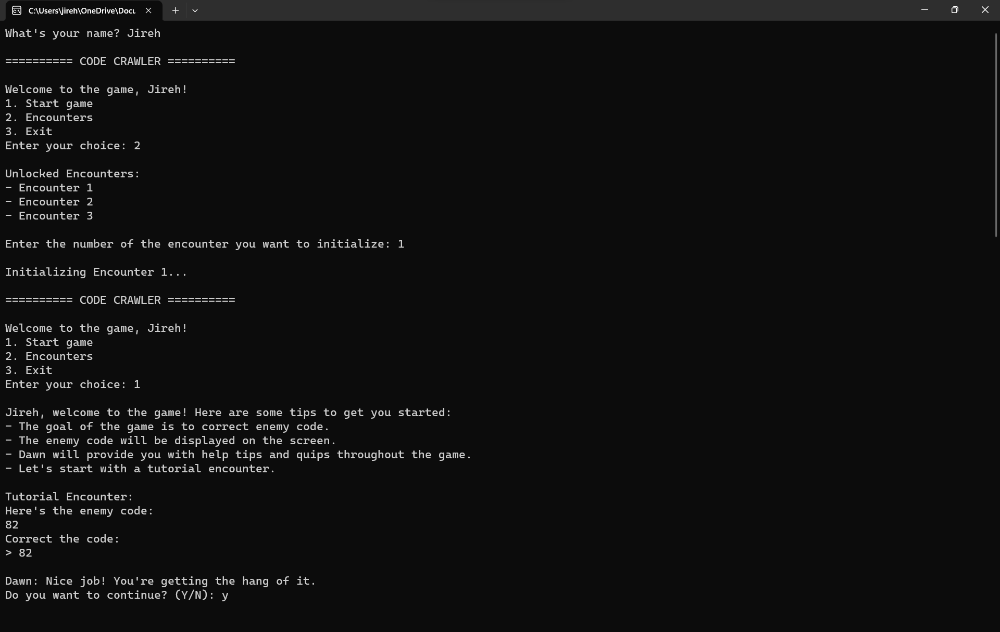 C:\Users\jireh\OneDrive\Docu
What's your name? Jireh
========== CODE CRAWLER ==========
Welcome to the game, Jireh!
1. Start game
2. Encounters
3. Exit
Enter your choice: 2
Unlocked Encounters:
- Encounter 1
- Encounter 2
- Encounter 3
Enter the number of the encounter you want to initialize: 1
Initializing Encounter 1...
========== CODE CRAWLER ==========
Welcome to the game, Jireh!
1. Start game
2. Encounters
3. Exit
Enter your choice: 1
Jireh, welcome to the game! Here are some tips to get you started:
- The goal of the game is to correct enemy code.
- The enemy code will be displayed on the screen.
- Dawn will provide you with help tips and quips throughout the game.
- Let's start with a tutorial encounter.
Tutorial Encounter:
Here's the enemy code:
82
Correct the code:
> 82
Dawn: Nice job! You're getting the hang of it.
Do you want to continue? (Y/N): y